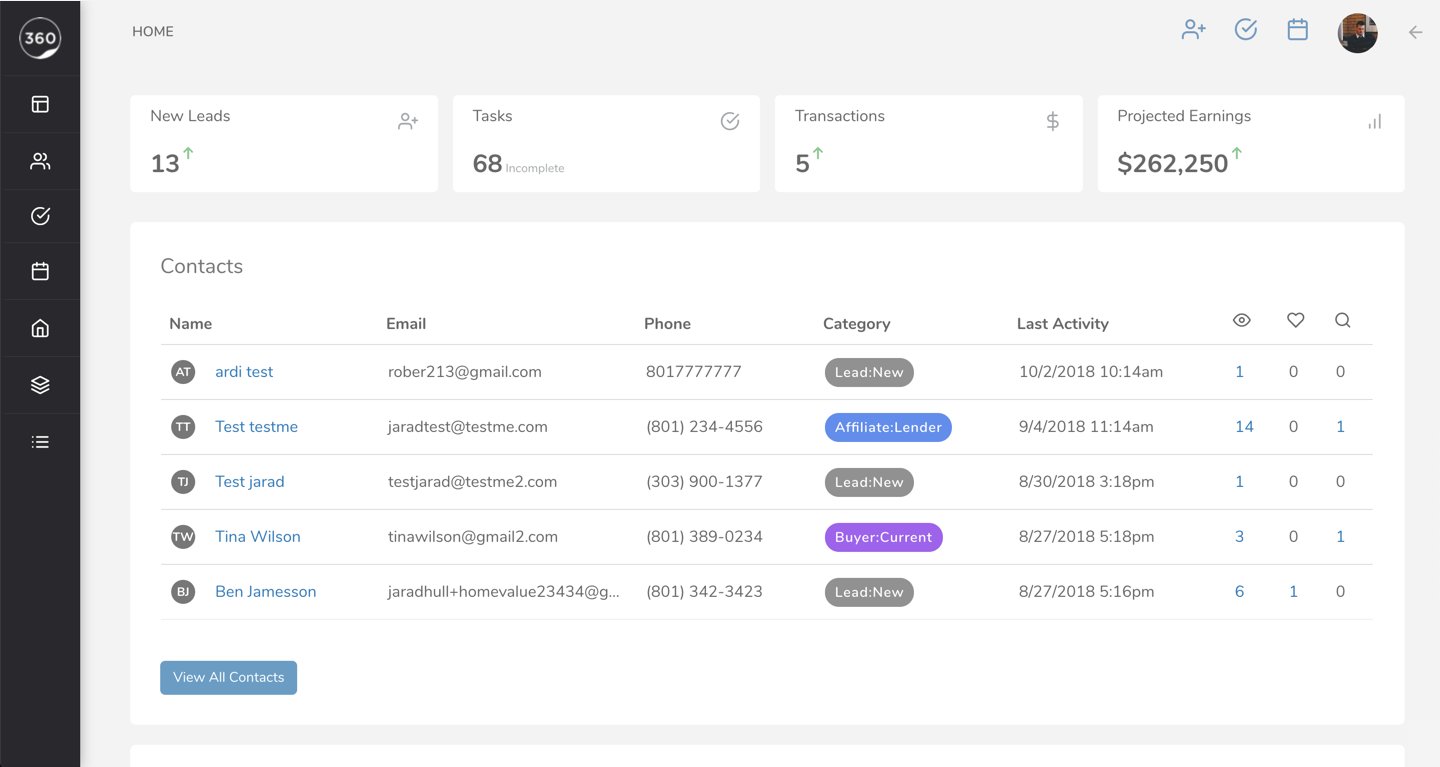 360
HOME
New Leads
13
Tasks
68 Incomplete
Transactions
5
Projected Earnings
$262,250
Contacts
Name Email Phone Category Last Activity
AT ardi test rober213@gmail.com 8017777777 Lead:New 10/2/2018 10:14am 1 0 0
TT Test testme jaradtest@testme.com (801) 234-4556 Affiliate:Lender 9/4/2018 11:14am 14 0 1
TJ Test jarad testjarad@testme2.com (303) 900-1377 Lead:New 8/30/2018 3:18pm 1 0 0
TW Tina Wilson tinawilson@gmail2.com (801) 389-0234 Buyer:Current 8/27/2018 5:18pm 3 0 1
BJ Ben Jamesson jaradhull+homevalue23434@g... (801) 342-3423 Lead:New 8/27/2018 5:16pm 6 1 0
View All Contacts